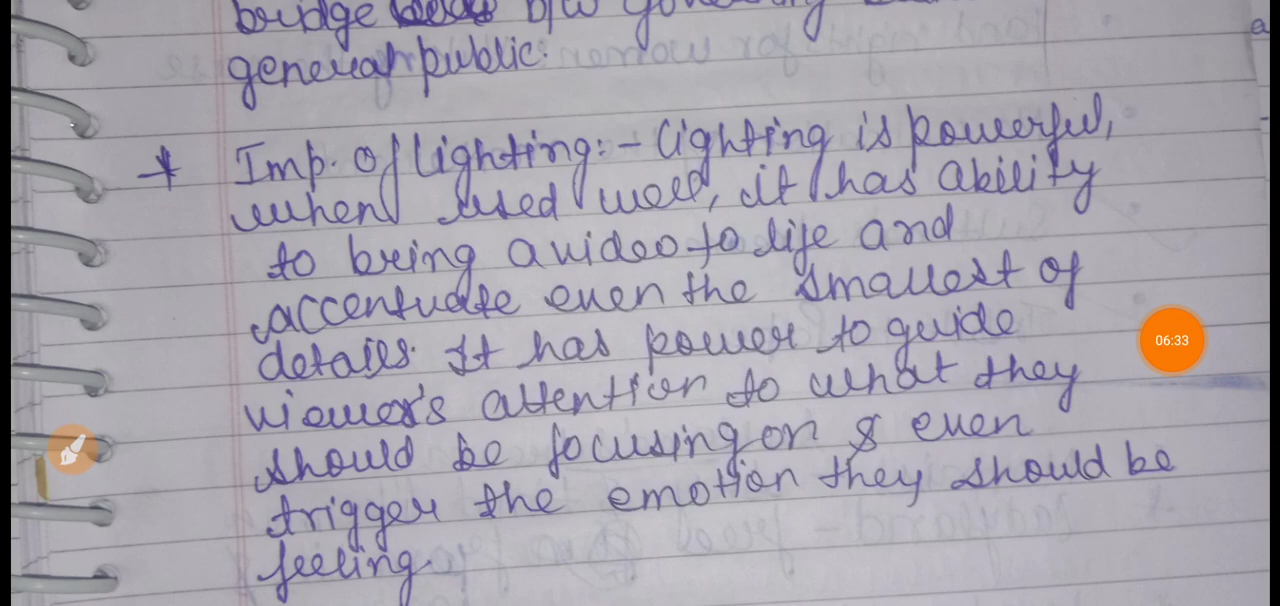 bridge b/w
general public.
* Imp. Of lighting:- lighting is powerful,
when used well, it has ability
to bring a video to life and
accentuate even the smallest of
details. It has power to guide
06:33
viewer's attention to what they
should be focusing on & even
trigger the emotion they should be
feeling.